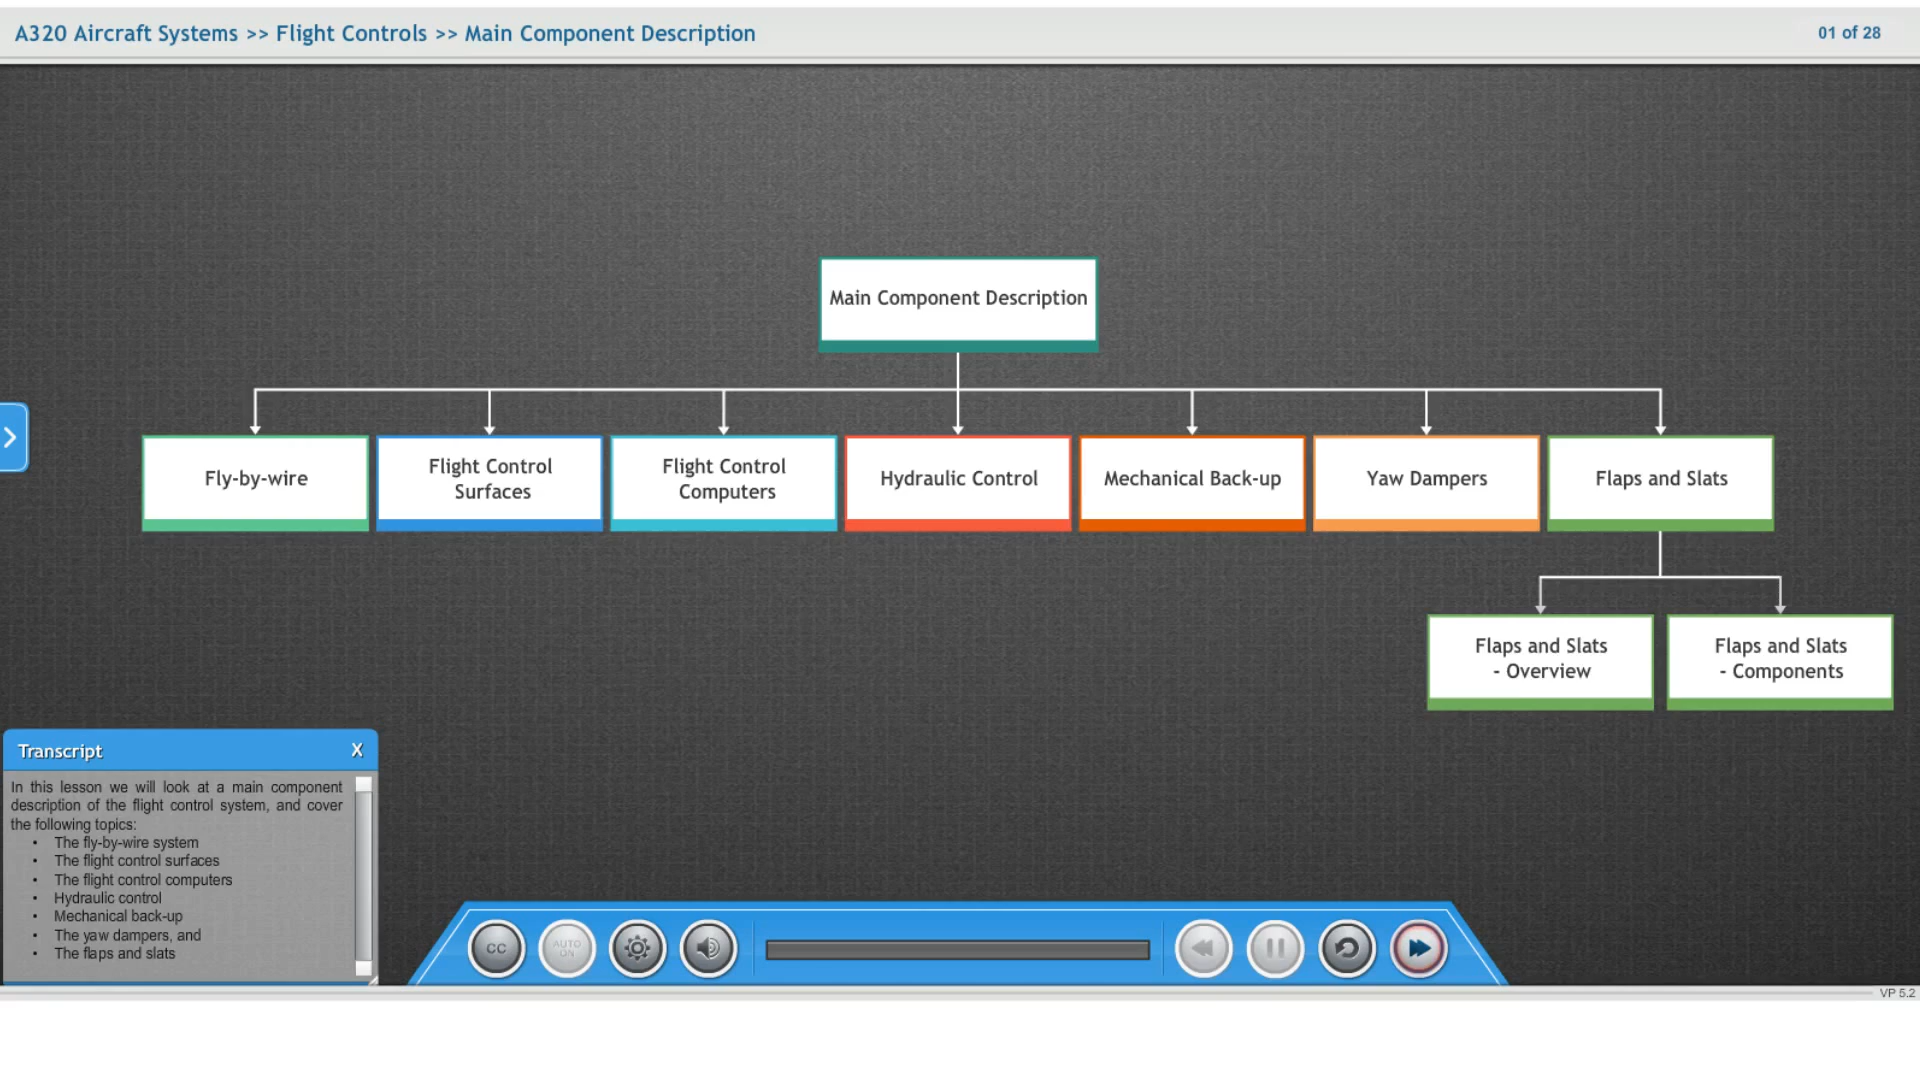 A320 Aircraft Systems >> Flight Controls >> Main Component Description
01 of 28
Main Component Description
Fly-by-wire
Flight Control
Surfaces
Flight Control
Computers
Hydraulic Control
Mechanical Back-up
Yaw Dampers
Flaps and Slats
Flaps and Slats
- Overview
Flaps and Slats
- Components
Transcript
X
In this lesson we will look at a main component
description of the flight control system, and cover
the following topics:
• The fly-by-wire system
• The flight control surfaces
• The flight control computers
• Hydraulic control
• Mechanical back-up
• The yaw dampers, and
• The flaps and slats
CC
AUTO
ON
VP 5.2